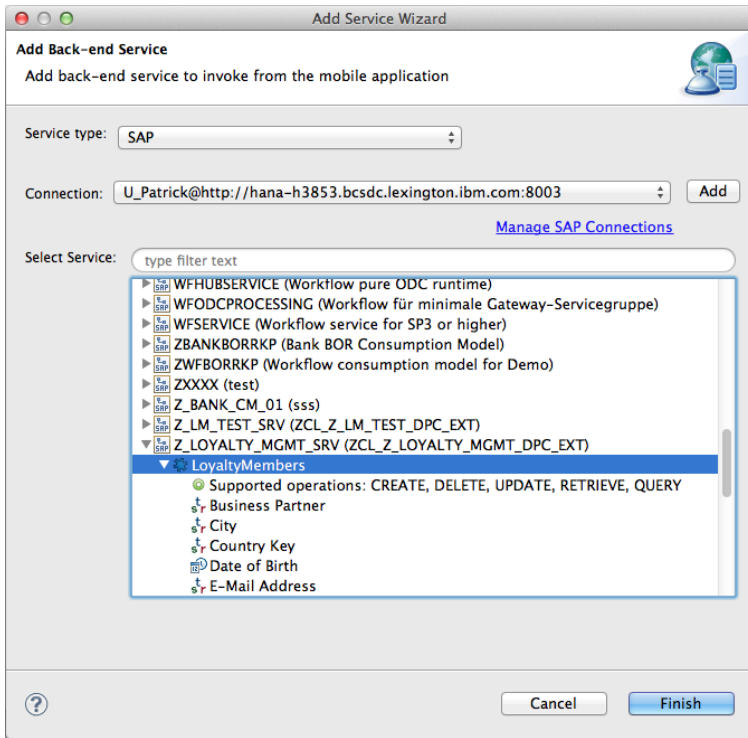 Add Service Wizard
Add Back-end Service
Add back-end service to invoke from the mobile application
Service type: SAP
Connection: U_Patrick@http://hana-h3853.bcsdc.lexington.ibm.com:8003 Add
Manage SAP Connections
Select Service: type filter text
WFHUBSERVICE (Workflow pure ODC runtime)
WFODCPROCESSING (Workflow für minimale Gateway-Servicegruppe)
WFSERVICE (Workflow service for SP3 or higher)
ZBANKBORRKP (Bank BOR Consumption Model)
ZWFBORRKP (Workflow consumption model for Demo)
ZXXXX (test)
Z_BANK_CM_01 (sss)
Z_LM_TEST_SRV (ZCL_Z_LM_TEST_DPC_EXT)
Z_LOYALTY_MGMT_SRV (ZCL_Z_LOYALTY_MGMT_DPC_EXT)
LoyaltyMembers
Supported operations: CREATE, DELETE, UPDATE, RETRIEVE, QUERY
Business Partner
City
Country Key
Date of Birth
E-Mail Address
? Cancel Finish